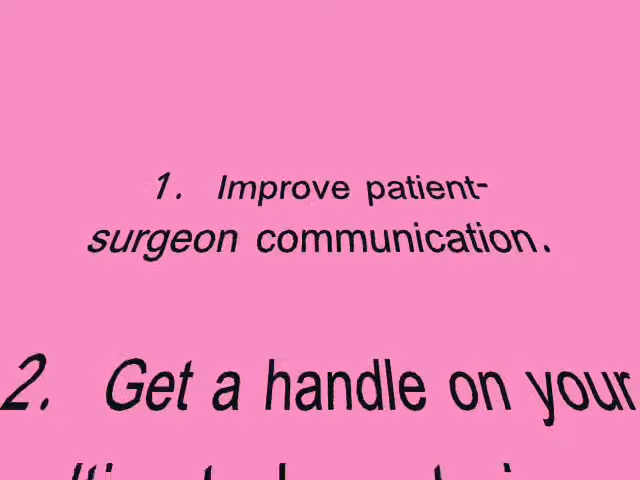 1. Improve patient-
surgeon communication.
2. Get a handle on your